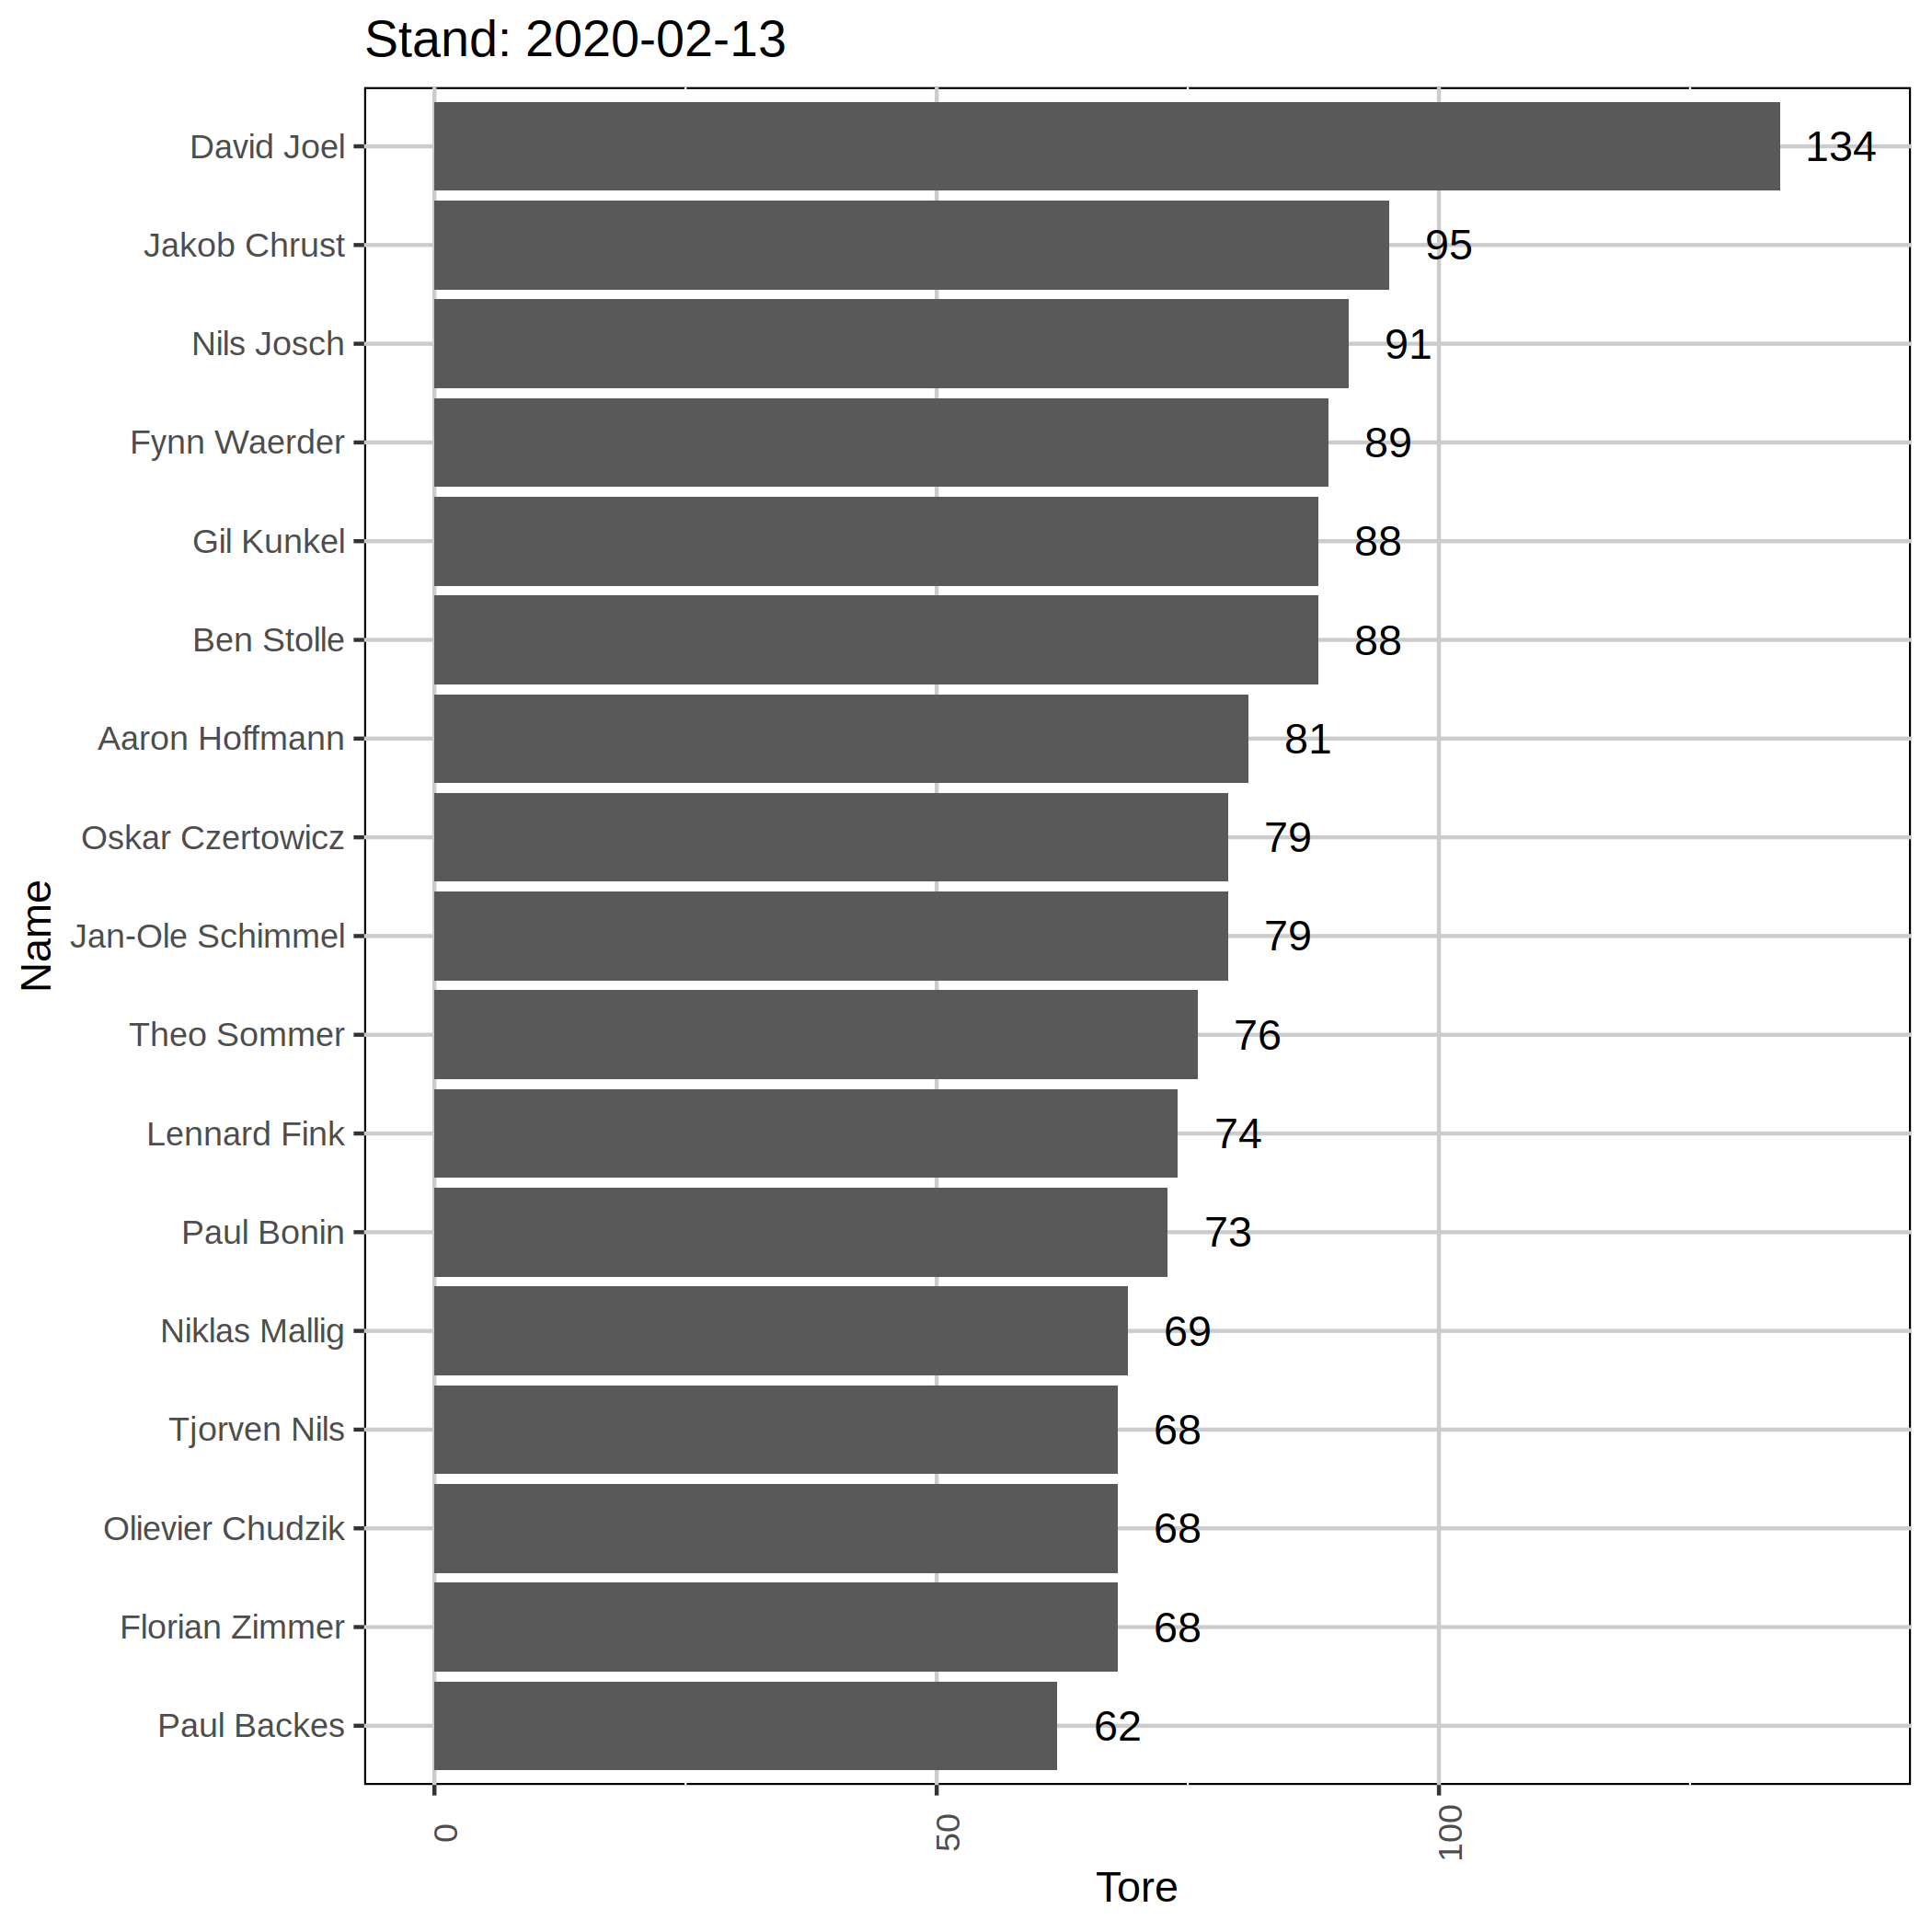 Stand: 2020-02-13
David Joel 134
Jakob Chrust 95
Nils Josch 91
Fynn Waerder 89
Gil Kunkel 88
Ben Stolle 88
Aaron Hoffmann 81
Oskar Czertowicz 79
Jan-Ole Schimmel 79
Theo Sommer 76
Lennard Fink 74
Paul Bonin 73
Niklas Mallig 69
Tjorven Nils 68
Olievier Chudzik 68
Florian Zimmer 68
Paul Backes 62
Name
0 50 100
Tore